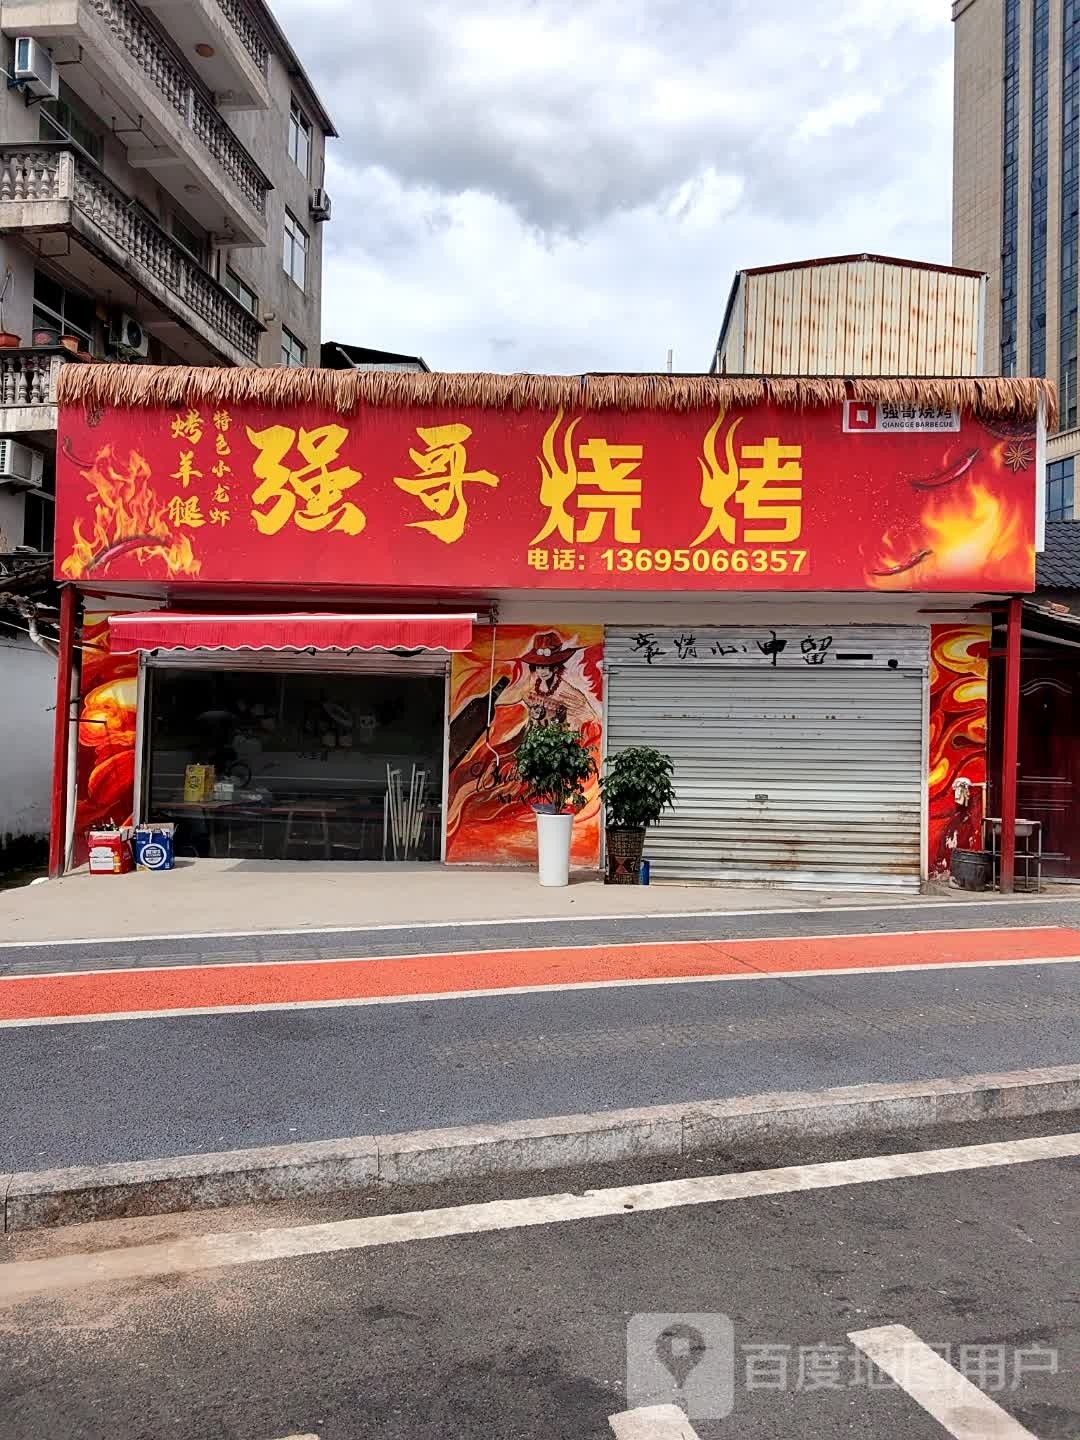 烤羊腿
特色小龙虾
强哥烧烤
电话：13695066357
强哥烧烤
QIANGGE BARBECUE
豪情心中留
百度地图用户